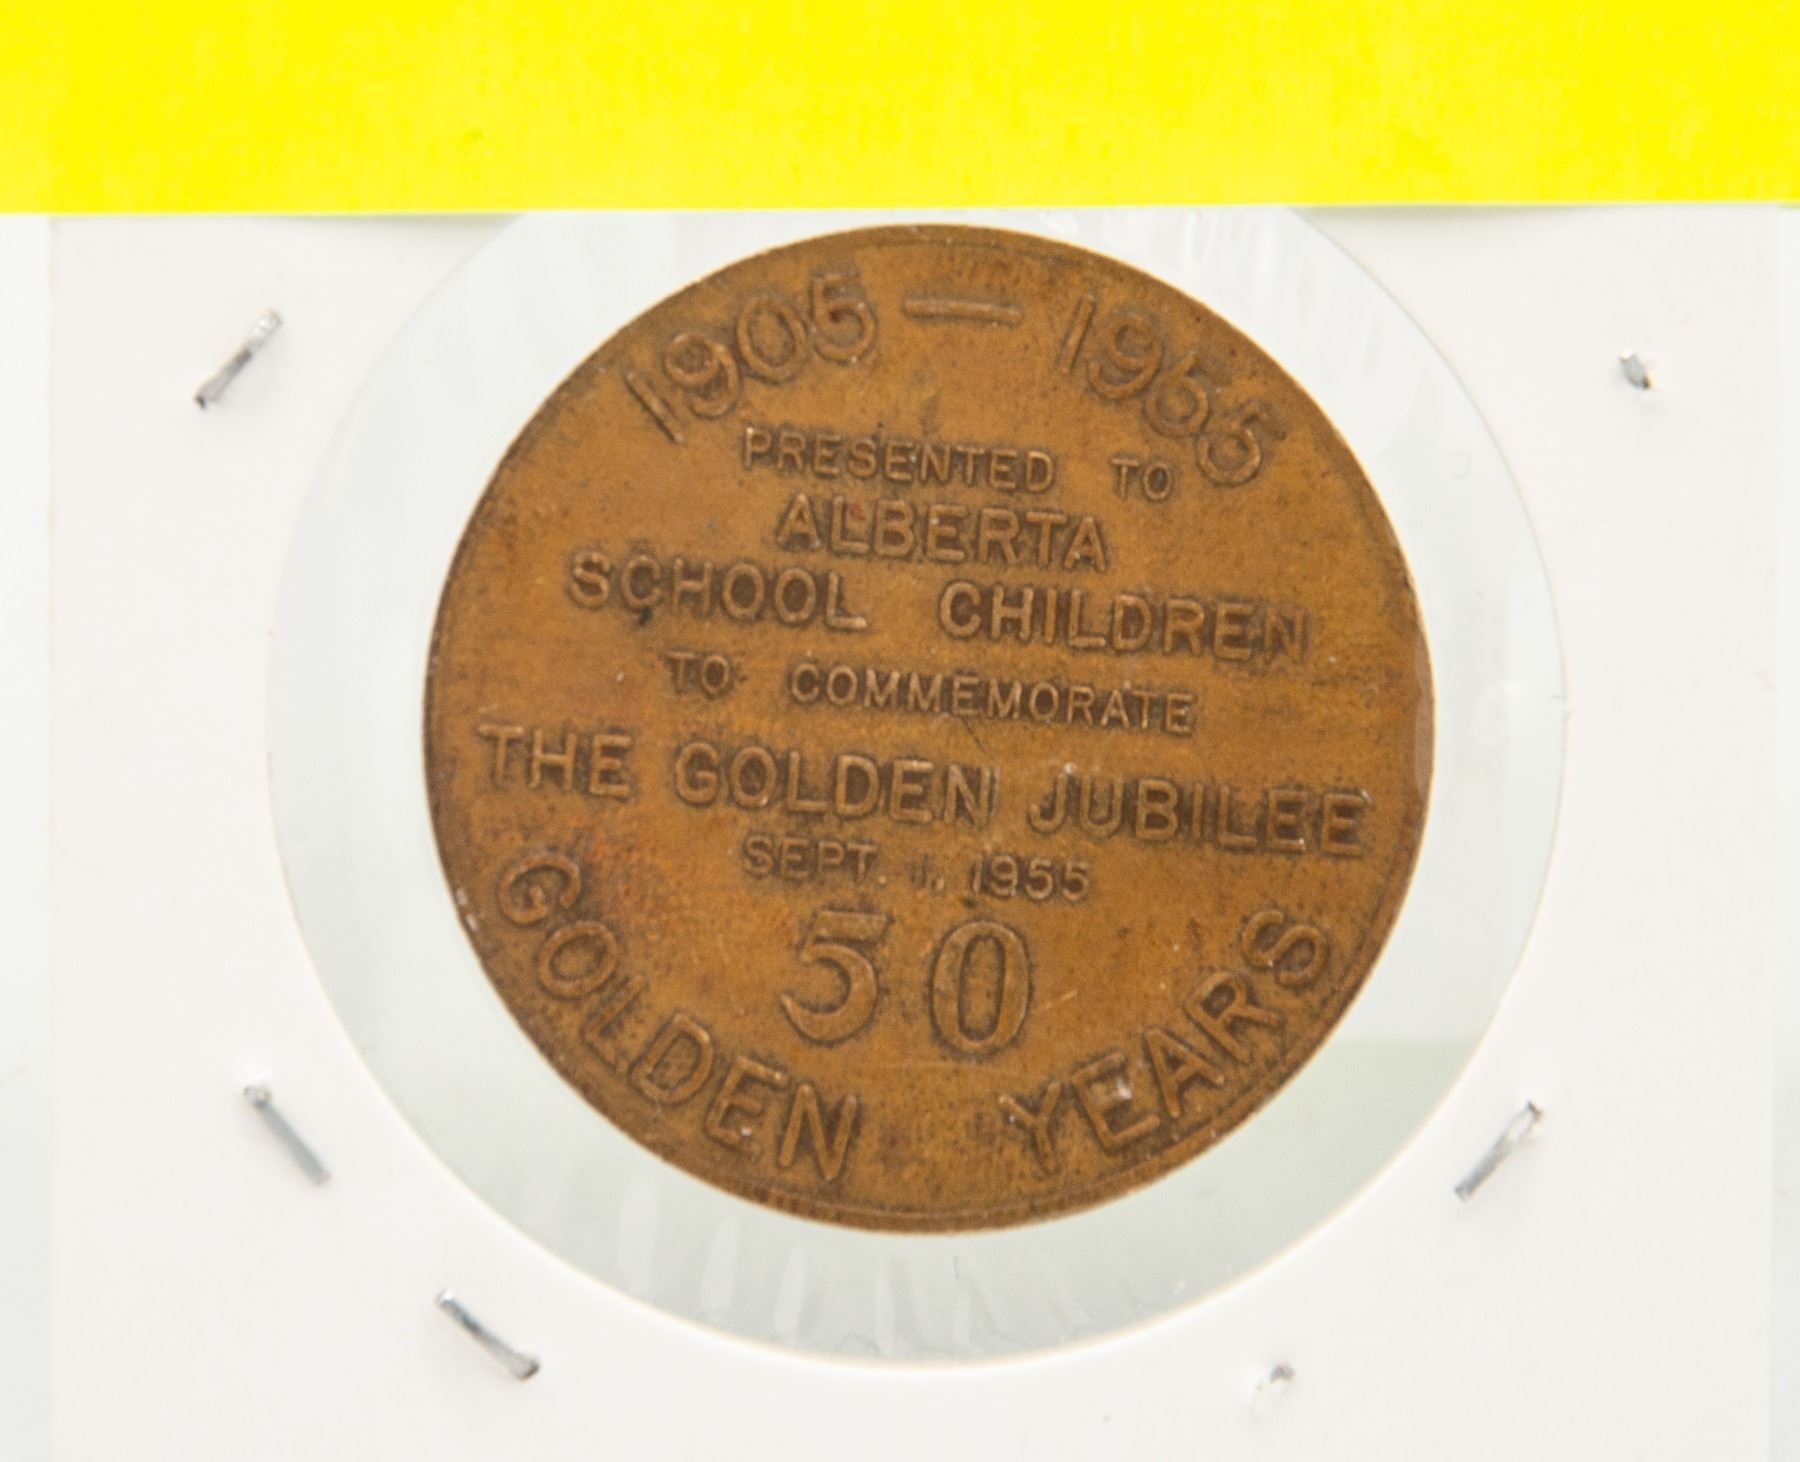 1905 — 1955
PRESENTED TO
ALBERTA
SCHOOL CHILDREN
TO COMMEMORATE
THE GOLDEN JUBILEE
SEPT. 1, 1955
50
GOLDEN YEARS